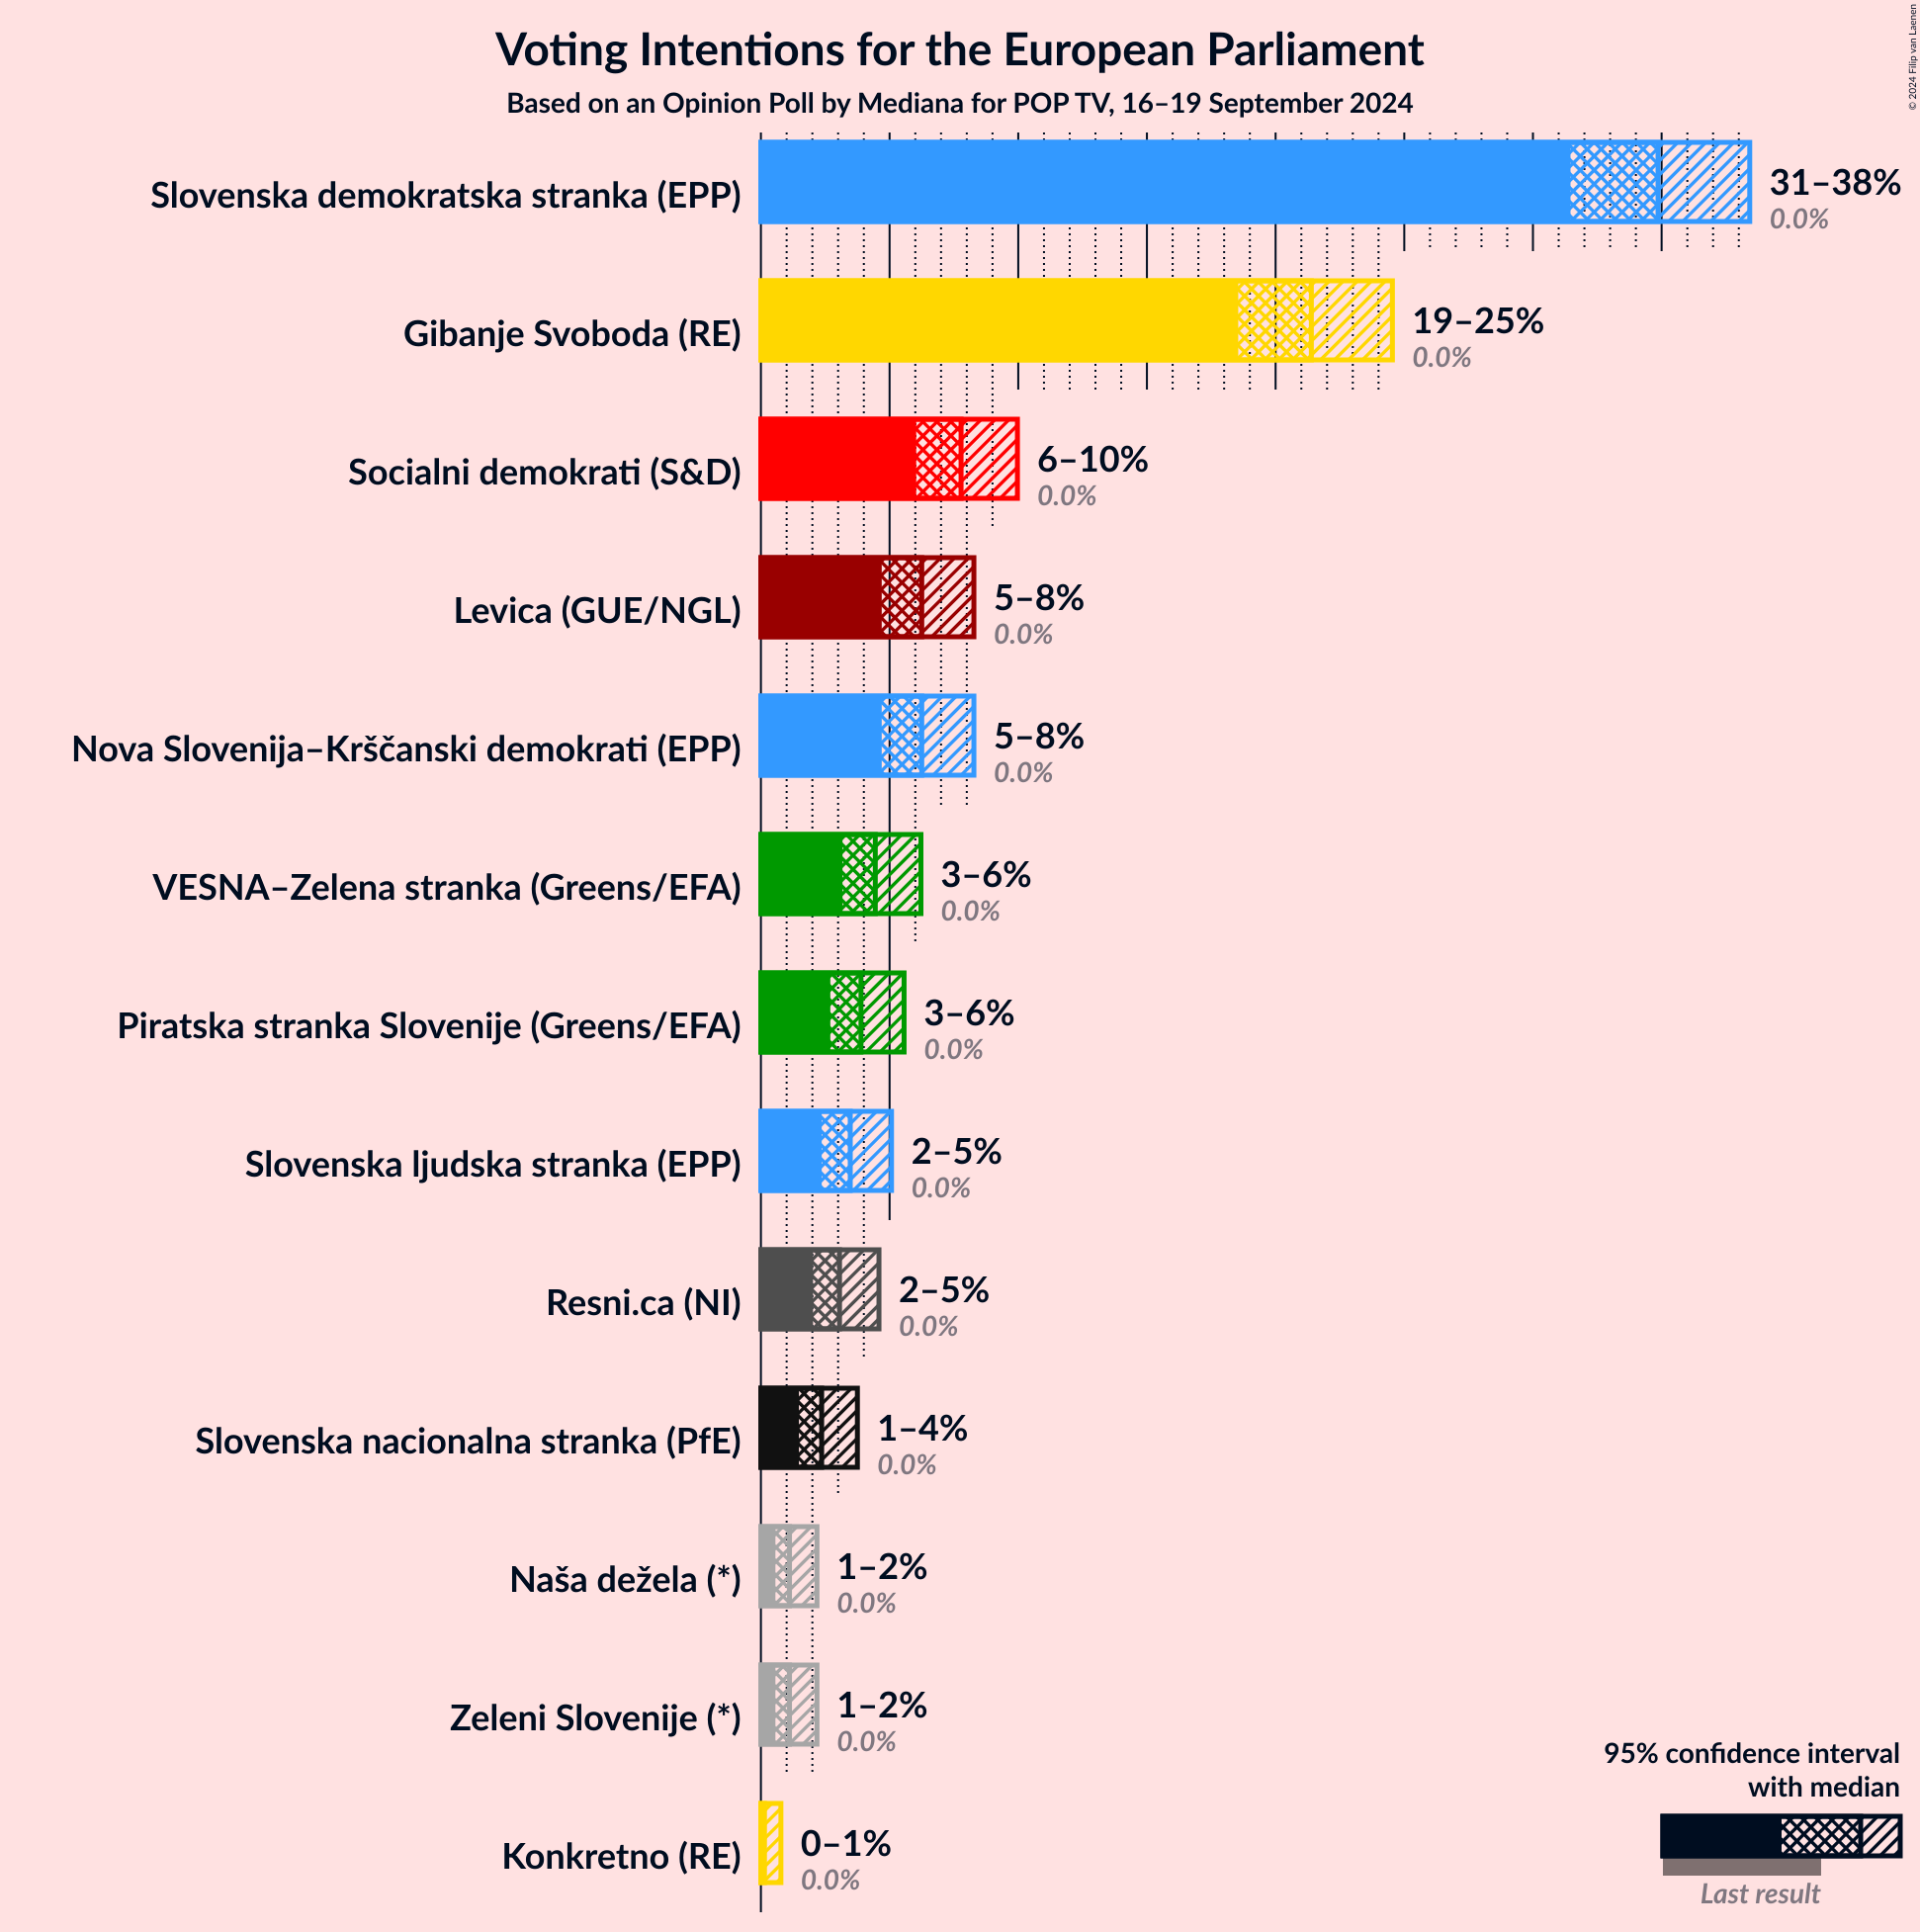 Voting Intentions for the European Parliament
Based on an Opinion Poll by Mediana for POP TV, 16–19 September 2024
© 2024 Filip van Laenen
Slovenska demokratska stranka (EPP)
31–38%
0.0%
Gibanje Svoboda (RE)
19–25%
0.0%
Socialni demokrati (S&D)
6–10%
0.0%
Levica (GUE/NGL)
5–8%
0.0%
Nova Slovenija–Krščanski demokrati (EPP)
5–8%
0.0%
VESNA–Zelena stranka (Greens/EFA)
3–6%
0.0%
Piratska stranka Slovenije (Greens/EFA)
3–6%
0.0%
Slovenska ljudska stranka (EPP)
2–5%
0.0%
Resni.ca (NI)
2–5%
0.0%
Slovenska nacionalna stranka (PfE)
1–4%
0.0%
Naša dežela (*)
1–2%
0.0%
Zeleni Slovenije (*)
1–2%
0.0%
Konkretno (RE)
0–1%
0.0%
95% confidence interval
with median
Last result